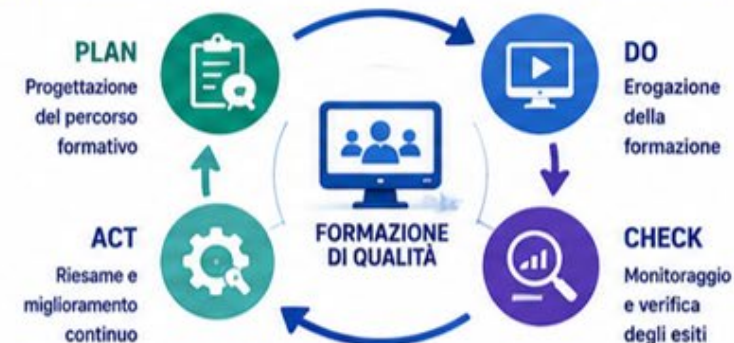 PLAN
Progettazione
del percorso
formativo
DO
Erogazione
della
formazione
FORMAZIONE
DI QUALITÀ
ACT
Riesame e
miglioramento
continuo
CHECK
Monitoraggio
e verifica
degli esiti